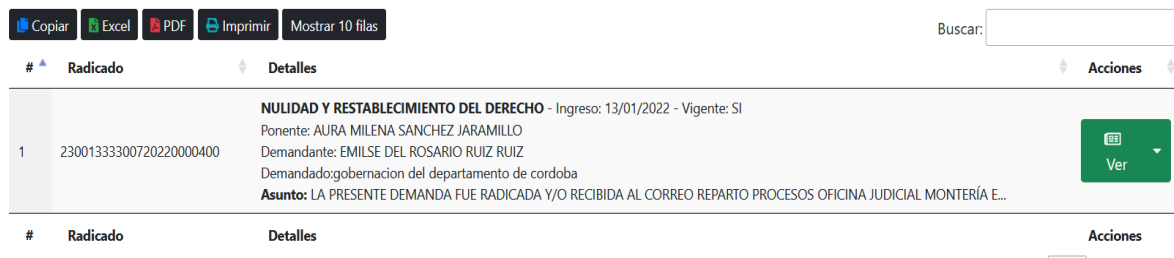 Copiar Excel PDF Imprimir Mostrar 10 filas
Buscar:
# Radicado Detalles Acciones
NULIDAD Y RESTABLECIMIENTO DEL DERECHO - Ingreso: 13/01/2022 - Vigente: SI
Ponente: AURA MILENA SANCHEZ JARAMILLO
1 23001333300720220000400 Demandante: EMILSE DEL ROSARIO RUIZ RUIZ Ver
Demandado:gobernacion del departamento de cordoba
Asunto: LA PRESENTE DEMANDA FUE RADICADA Y/O RECIBIDA AL CORREO REPARTO PROCESOS OFICINA JUDICIAL MONTERÍA E...
# Radicado Detalles Acciones